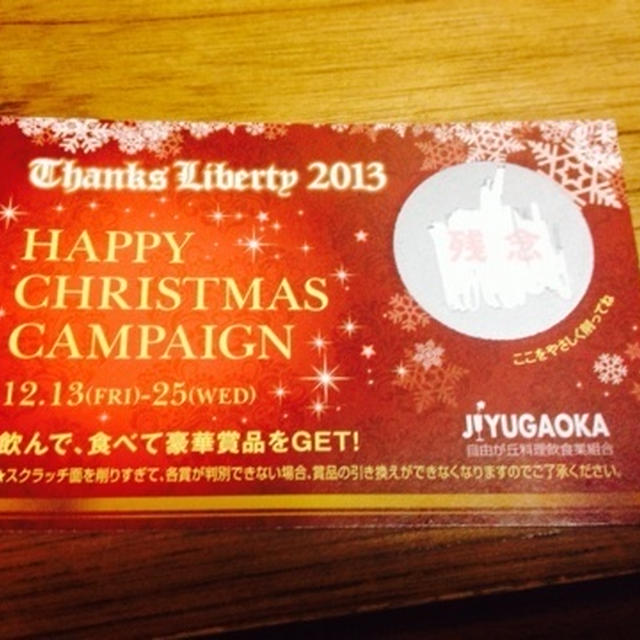 Thanks Liberty 2013
HAPPY
CHRISTMAS
CAMPAIGN
12.13(FRI)-25(WED)
残念
ここをやさしく削ってね
飲んで、食べて豪華賞品をGET!
JIYUGAOKA
自由が丘料理飲食業組合
★スクラッチ面を削りすぎて、各賞が判別できない場合、賞品の引き換えができなくなりますのでご了承ください。